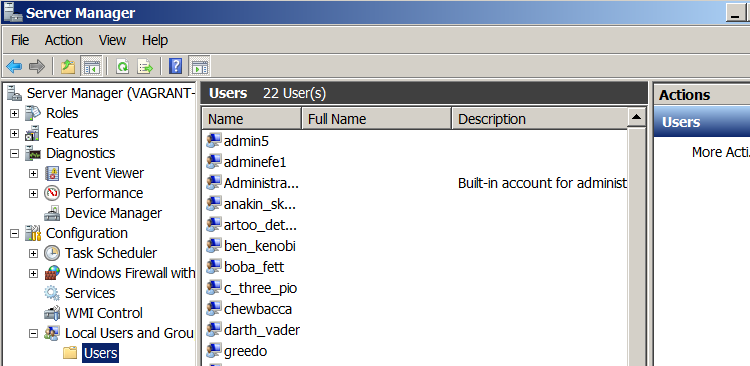 Server Manager
File Action View Help
Server Manager (VAGRANT-
Roles
Features
Diagnostics
Event Viewer
Performance
Device Manager
Configuration
Task Scheduler
Windows Firewall with
Services
WMI Control
Local Users and Grou
Users
Users 22 User(s)
Name Full Name Description
admin5
adminefe1
Administra... Built-in account for administ
anakin_sk...
artoo_det...
ben_kenobi
boba_fett
c_three_pio
chewbacca
darth_vader
greedo
Actions
Users
More Acti.